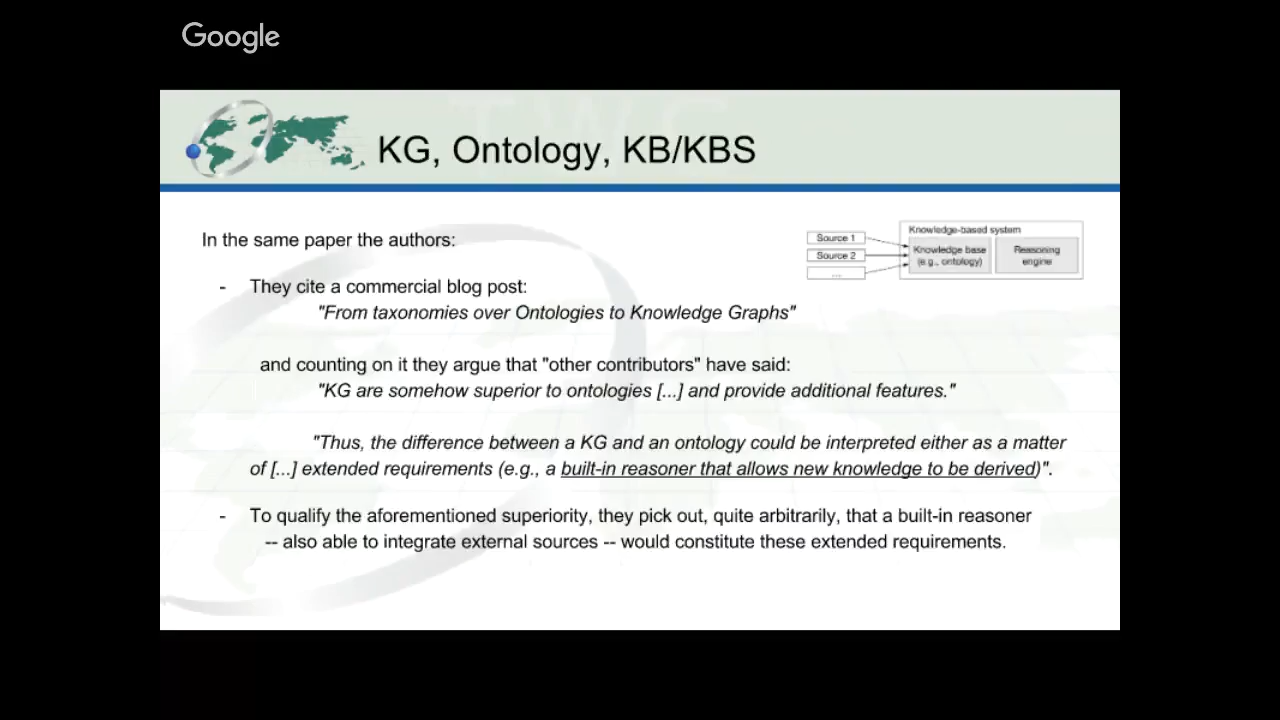 Google
KG, Ontology, KB/KBS
In the same paper the authors:
Source 1
Source 2
...
Knowledge-based system
Knowledge base
(e.g., ontology)
Reasoning
engine
- They cite a commercial blog post:
"From taxonomies over Ontologies to Knowledge Graphs"
and counting on it they argue that "other contributors" have said:
"KG are somehow superior to ontologies [...] and provide additional features."
"Thus, the difference between a KG and an ontology could be interpreted either as a matter
of [...] extended requirements (e.g., a built-in reasoner that allows new knowledge to be derived)".
- To qualify the aforementioned superiority, they pick out, quite arbitrarily, that a built-in reasoner
-- also able to integrate external sources -- would constitute these extended requirements.